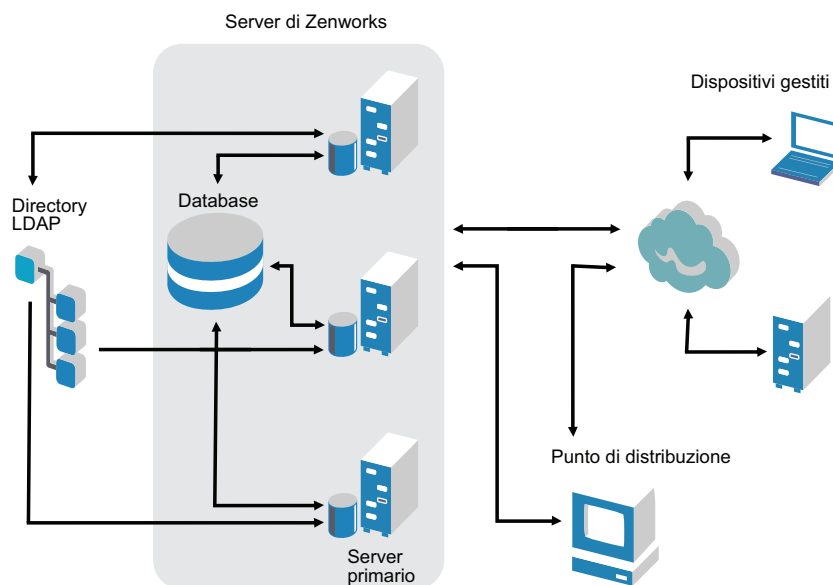 Server di Zenworks
Dispositivi gestiti
Directory
LDAP
Database
Punto di distribuzione
Server
primario